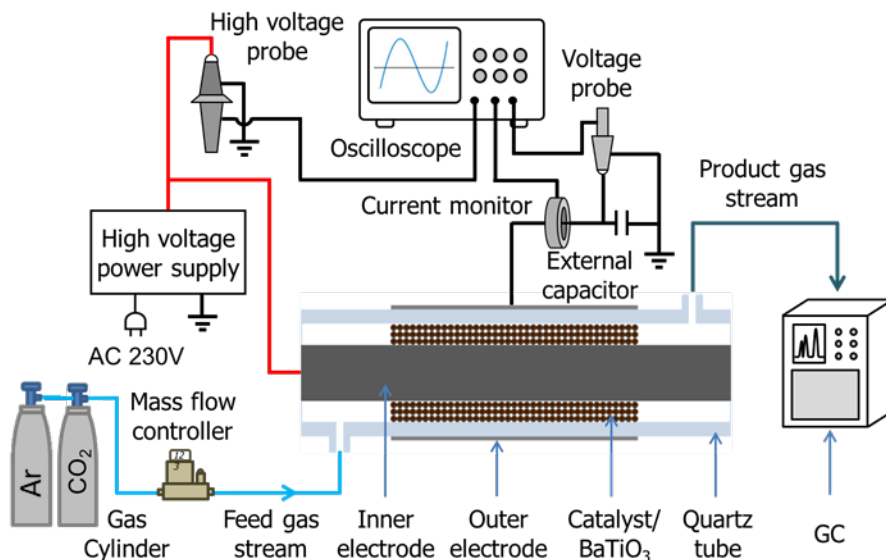 High voltage
probe
Oscilloscope
Voltage
probe
Current monitor
Product gas
stream
High voltage
power supply
External
capacitor
AC 230V
Mass flow
controller
Ar
CO2
Gas
Cylinder
Feed gas
stream
Inner
electrode
Outer
electrode
Catalyst/
BaTiO3
Quartz
tube
GC